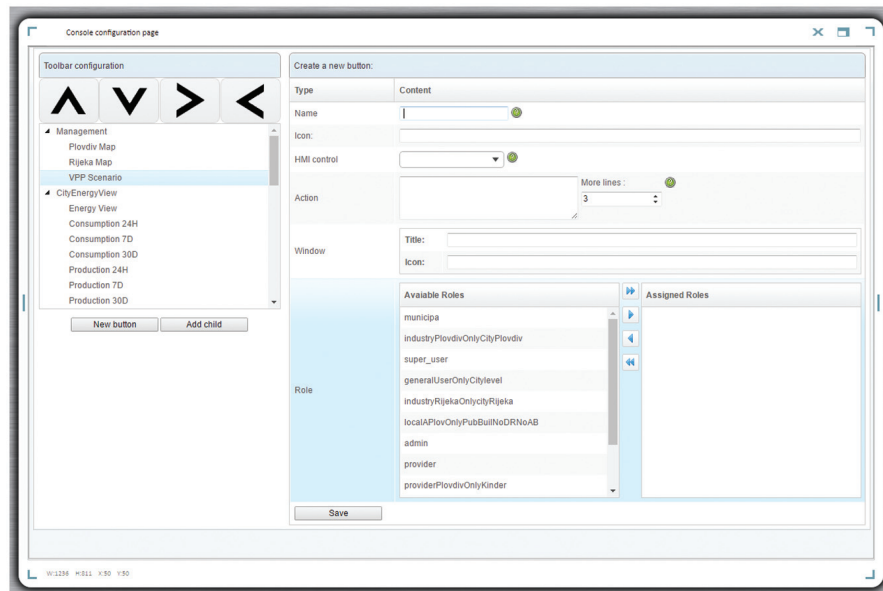 Console configuration page
Toolbar configuration
Management
Plovdiv Map
Rijeka Map
VPP Scenario
CityEnergyView
Energy View
Consumption 24H
Consumption 7D
Consumption 30D
Production 24H
Production 7D
Production 30D
New button Add child
Create a new button:
Type Content
Name
Icon:
HMI control
Action
More lines :
3
Window
Title:
Icon:
Role
Avaiable Roles
municipa
industryPlovdivOnlyCityPlovdiv
super_user
generalUserOnlyCitylevel
industryRijekaOnlycityRijeka
localAPlovOnlyPubBuilNoDRNoAB
admin
provider
providerPlovdivOnlyKinder
Assigned Roles
Save
W:1236 H:811 X:50 Y:50